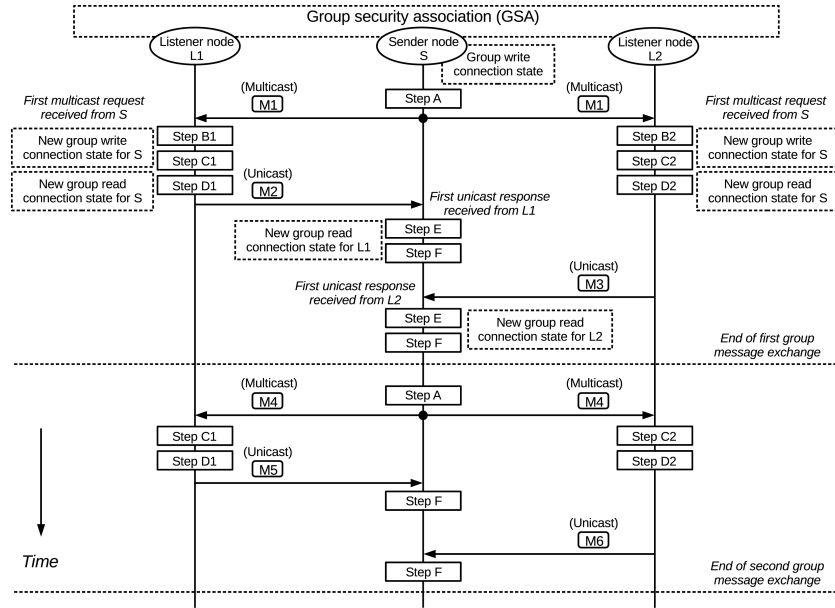 Group security association (GSA)
Listener node
L1
Sender node
S
Listener node
L2
Group write
connection state
Step A
(Multicast)
M1
(Multicast)
M1
First multicast request
received from S
First multicast request
received from S
Step B1
New group write
connection state for S
Step C1
New group read
connection state for S
Step D1
Step B2
New group write
connection state for S
Step C2
New group read
connection state for S
Step D2
(Unicast)
M2
First unicast response
received from L1
New group read
connection state for L1
Step E
Step F
(Unicast)
M3
First unicast response
received from L2
Step E
New group read
connection state for L2
Step F
End of first group
message exchange
Step A
(Multicast)
M4
(Multicast)
M4
Step C1
Step D1
Step C2
Step D2
(Unicast)
M5
Step F
(Unicast)
M6
Step F
Time
End of second group
message exchange